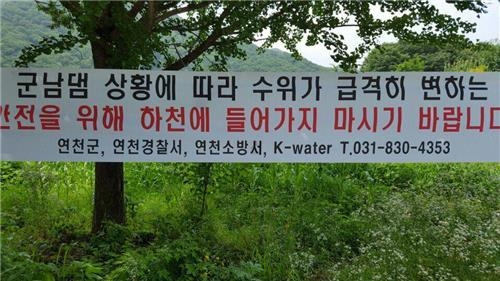 군남댐 상황에 따라 수위가 급격히 변하는
안전을 위해 하천에 들어가지 마시기 바랍니다
연천군, 연천경찰서, 연천소방서, K-water T.031-830-4353